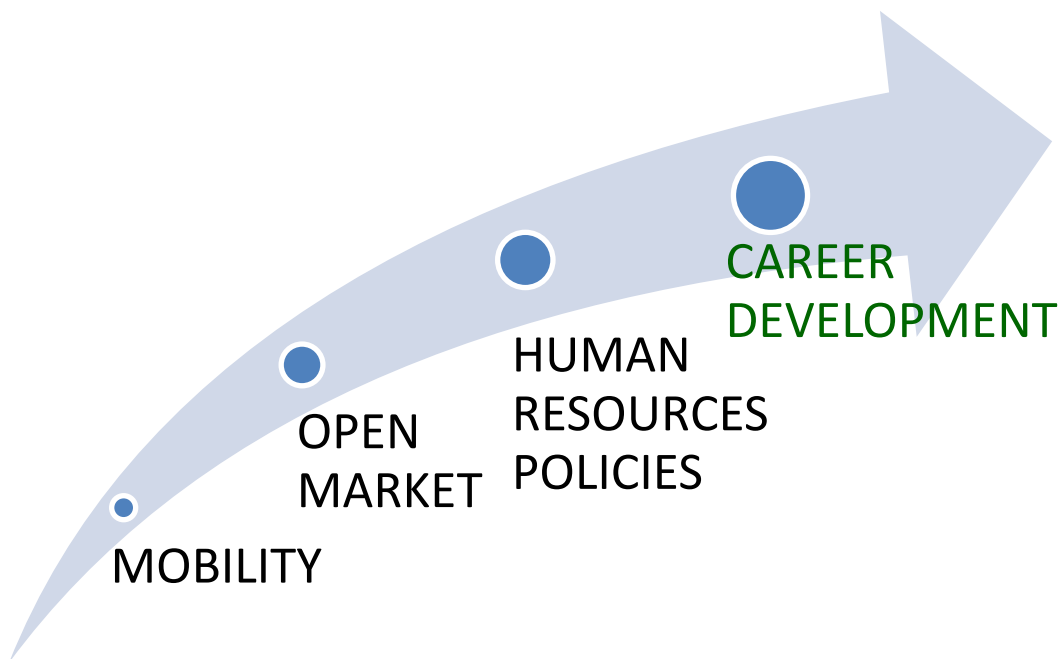 MOBILITY
OPEN
MARKET
HUMAN
RESOURCES
POLICIES
CAREER
DEVELOPMENT